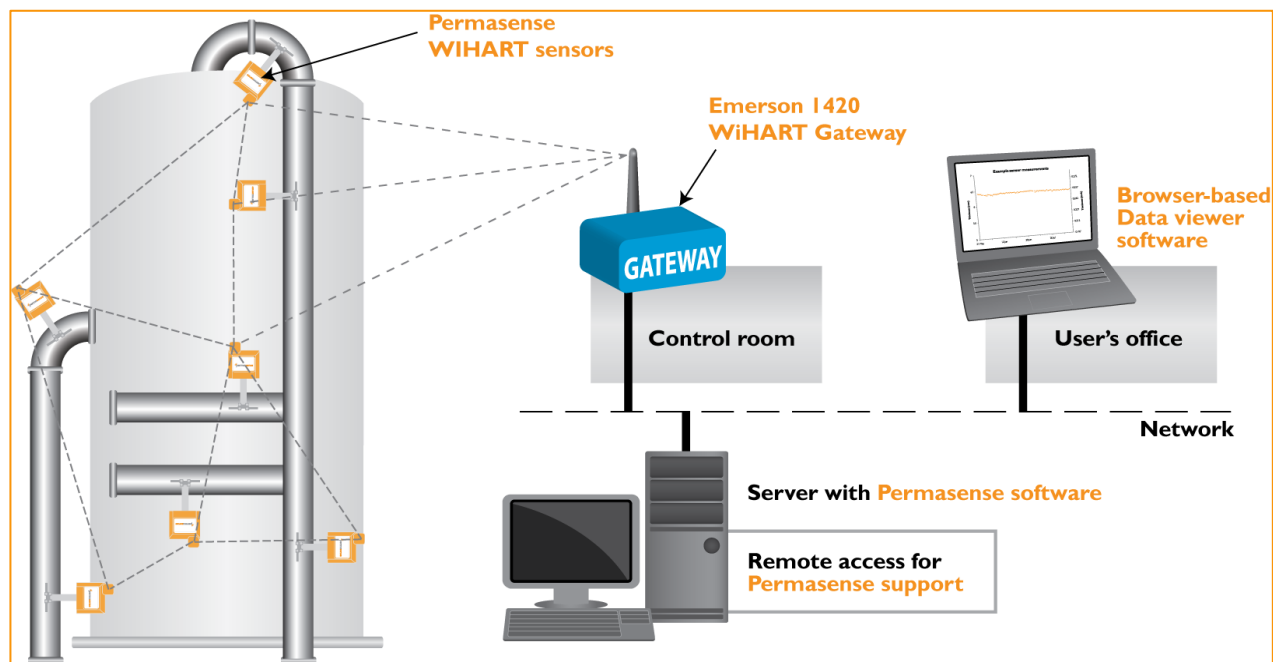 Permasense
WIHART sensors
Emerson 1420
WiHART Gateway
GATEWAY
Browser-based
Data viewer
software
Control room
User's office
Network
Server with Permasense software
Remote access for
Permasense support